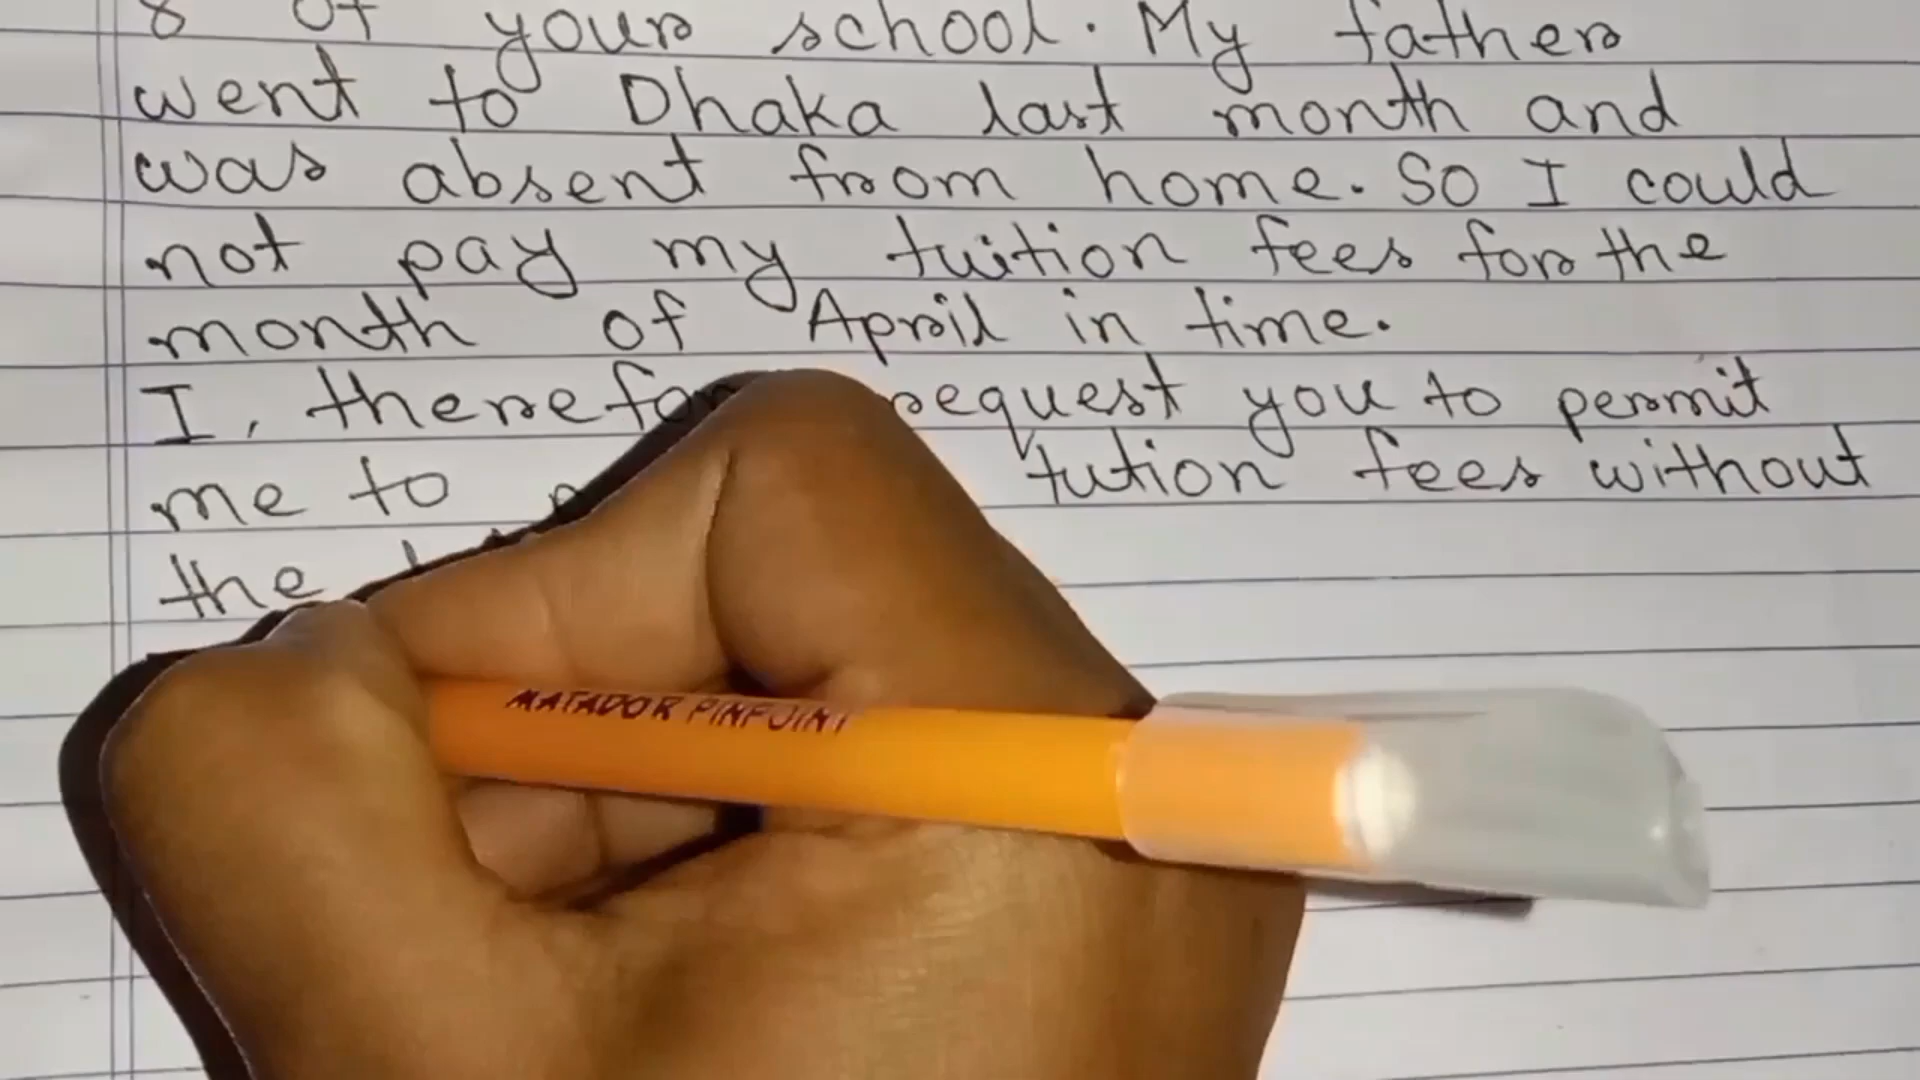 8 of your school. My father
went to Dhaka last month and
was absent from home. So I could
not pay my tuition fees for the
month of April in time.
I, request you to permit
me to tution fees without
the
MATADOR PINPOINT